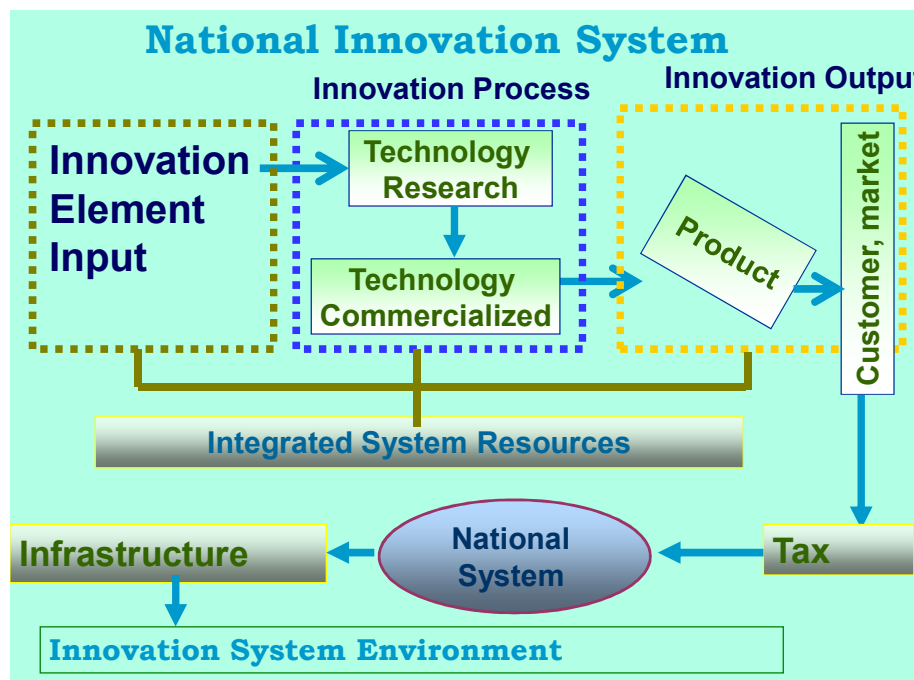 National Innovation System
Innovation Process
Innovation Output
Innovation
Element
Input
Technology
Research
Technology
Commercialized
Product
Customer, market
Integrated System Resources
Infrastructure
National
System
Tax
Innovation System Environment